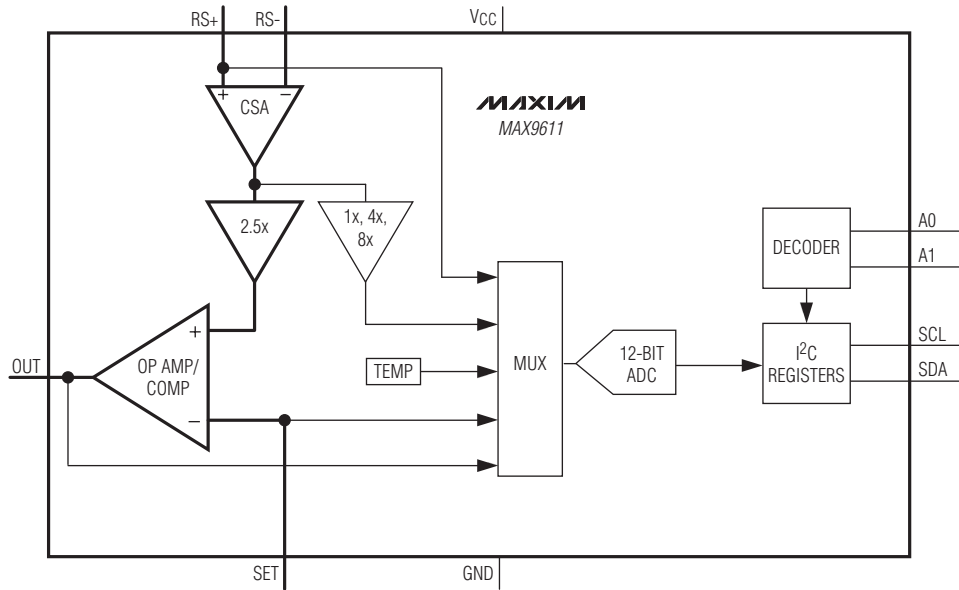 RS+ RS- VCC
+ CSA −
MAXIM
MAX9611
2.5x
1x, 4x,
8x
DECODER
A0
A1
+
OUT
OP AMP/
COMP
−
TEMP
MUX
12-BIT
ADC
I²C
REGISTERS
SCL
SDA
SET
GND